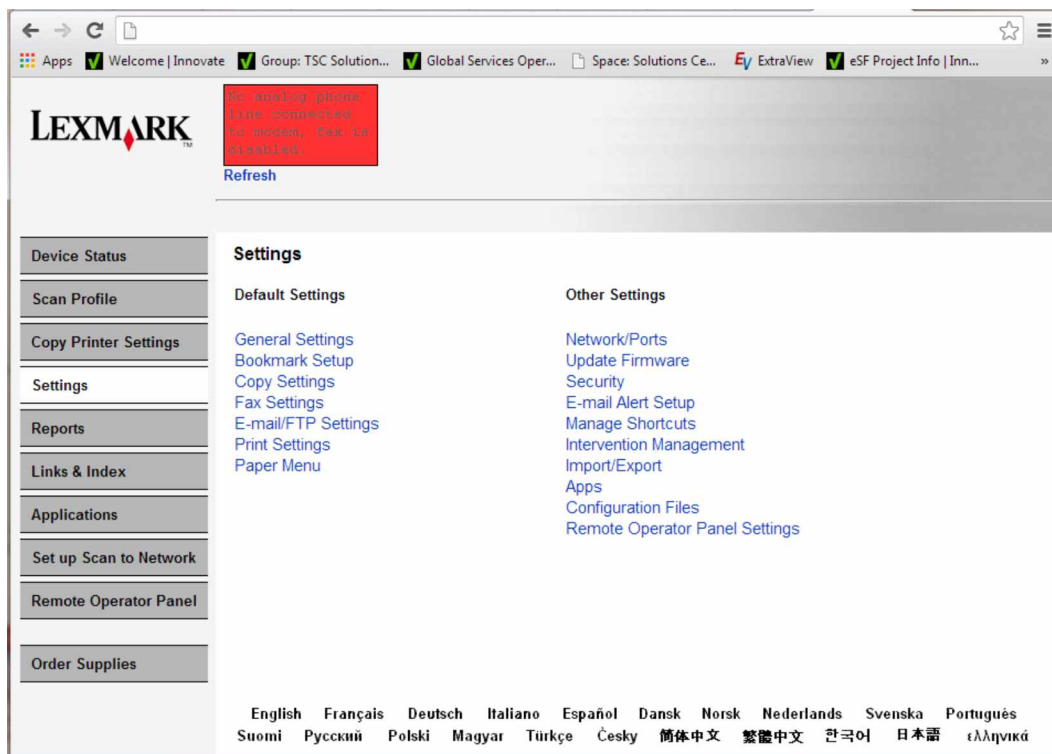 Apps Welcome | Innovate Group: TSC Solution... Global Services Oper... Space: Solutions Ce... EV ExtraView eSF Project Info | Inn... »
LEXMARK TM
No analog phone
line connected
to modem, fax is
disabled.
Refresh
Device Status
Scan Profile
Copy Printer Settings
Settings
Reports
Links & Index
Applications
Set up Scan to Network
Remote Operator Panel
Order Supplies
Settings
Default Settings
General Settings
Bookmark Setup
Copy Settings
Fax Settings
E-mail/FTP Settings
Print Settings
Paper Menu
Other Settings
Network/Ports
Update Firmware
Security
E-mail Alert Setup
Manage Shortcuts
Intervention Management
Import/Export
Apps
Configuration Files
Remote Operator Panel Settings
English Français Deutsch Italiano Español Dansk Norsk Nederlands Svenska Português
Suomi Русский Polski Magyar Türkçe Česky 简体中文 繁體中文 한국어 日本語 ελληνικά